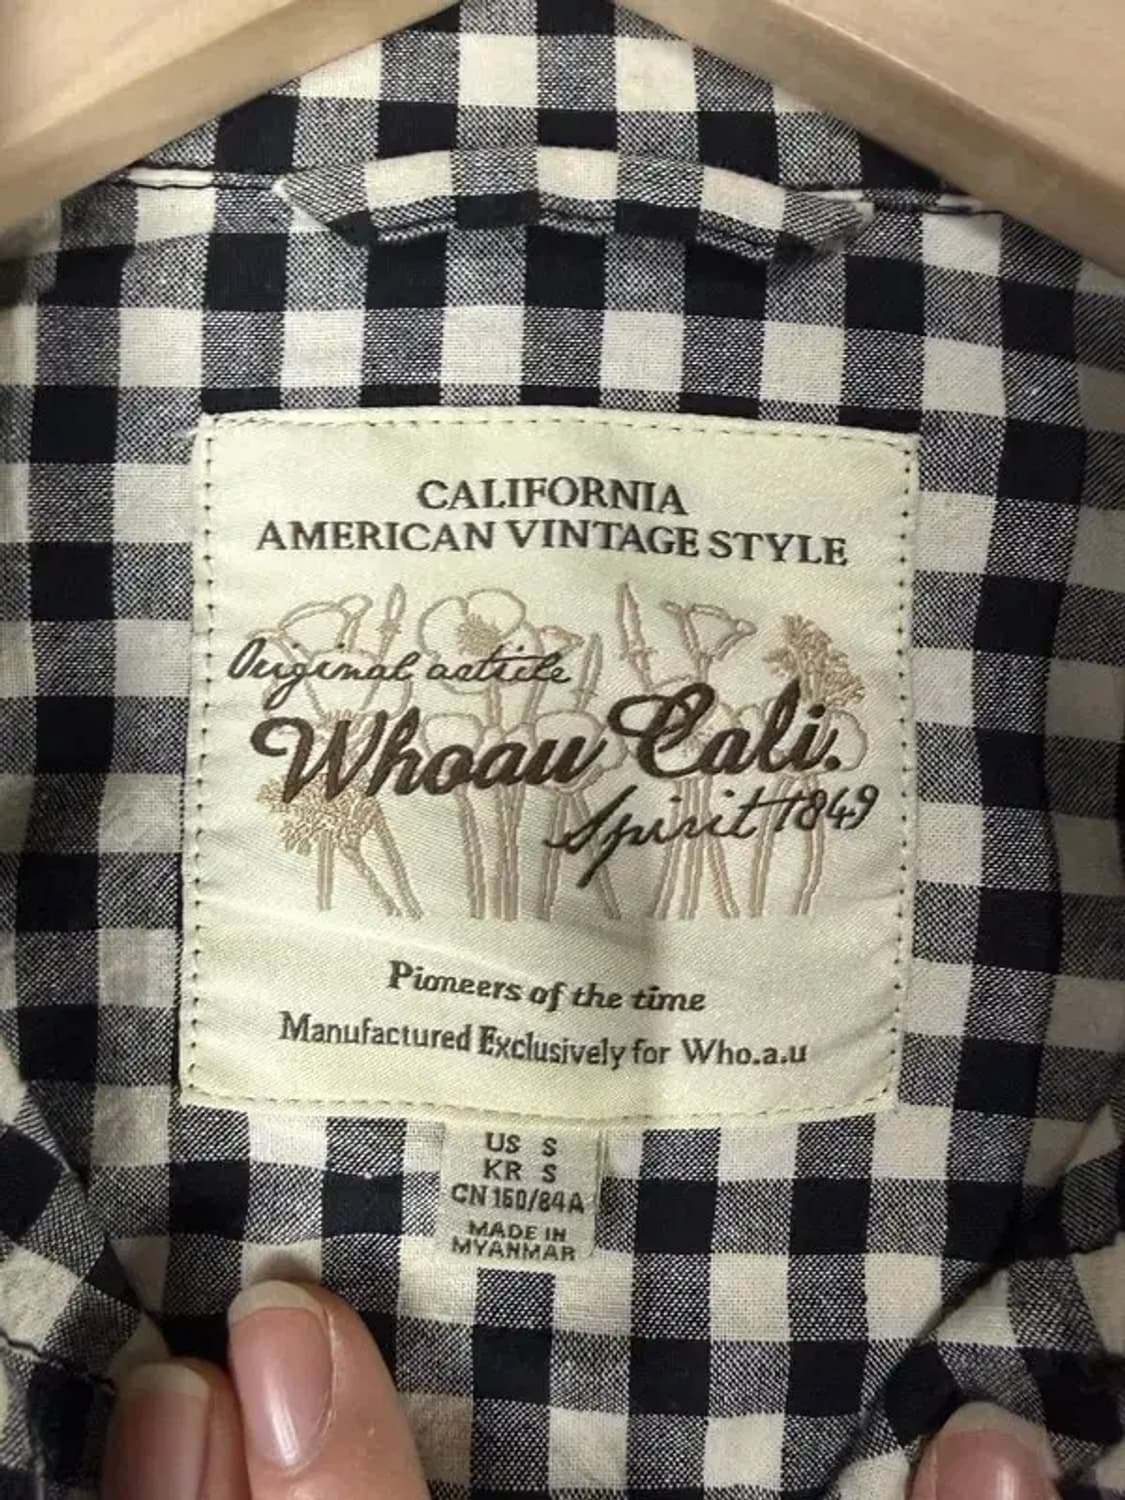 CALIFORNIA
AMERICAN VINTAGE STYLE
Original article
Whoau Cali.
Spirit 1849
Pioneers of the time
Manufactured Exclusively for Who.a.u
US S
KR S
CN 160/84A
MADE IN
MYANMAR